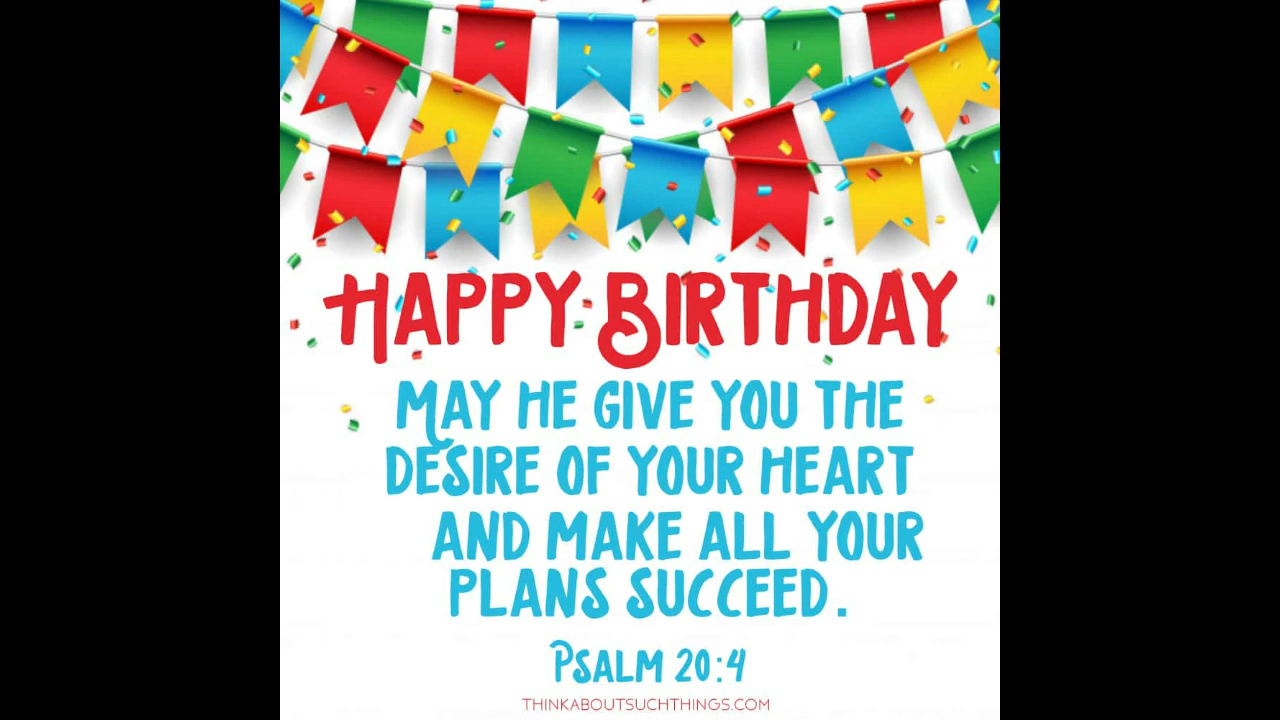 HAPPY BIRTHDAY
MAY HE GIVE YOU THE
DESIRE OF YOUR HEART
AND MAKE ALL YOUR
PLANS SUCCEED.
PSALM 20:4
THINKABOUTSUCHTHINGS.COM